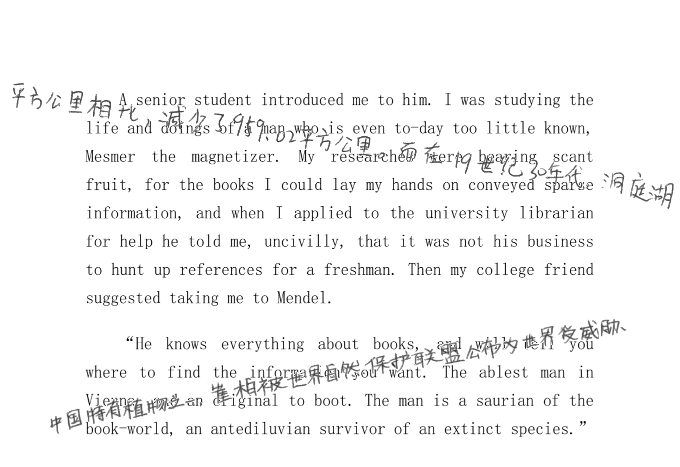 平方公里相比,减少了959.02平方公里。而在19世纪30年代,洞庭湖
A senior student introduced me to him. I was studying the
life and doings of a man who is even to-day too little known,
Mesmer the magnetizer. My researches were bearing scant
fruit, for the books I could lay my hands on conveyed sparse
information, and when I applied to the university librarian
for help he told me, uncivilly, that it was not his business
to hunt up references for a freshman. Then my college friend
suggested taking me to Mendel.
“He knows everything about books, and will tell you
where to find the information you want. The ablest man in
Vienna, and an original to boot. The man is a saurian of the
book-world, an antediluvian survivor of an extinct species.”
中国特有植物之一,崖柏被世界自然保护联盟公布为世界受威胁、